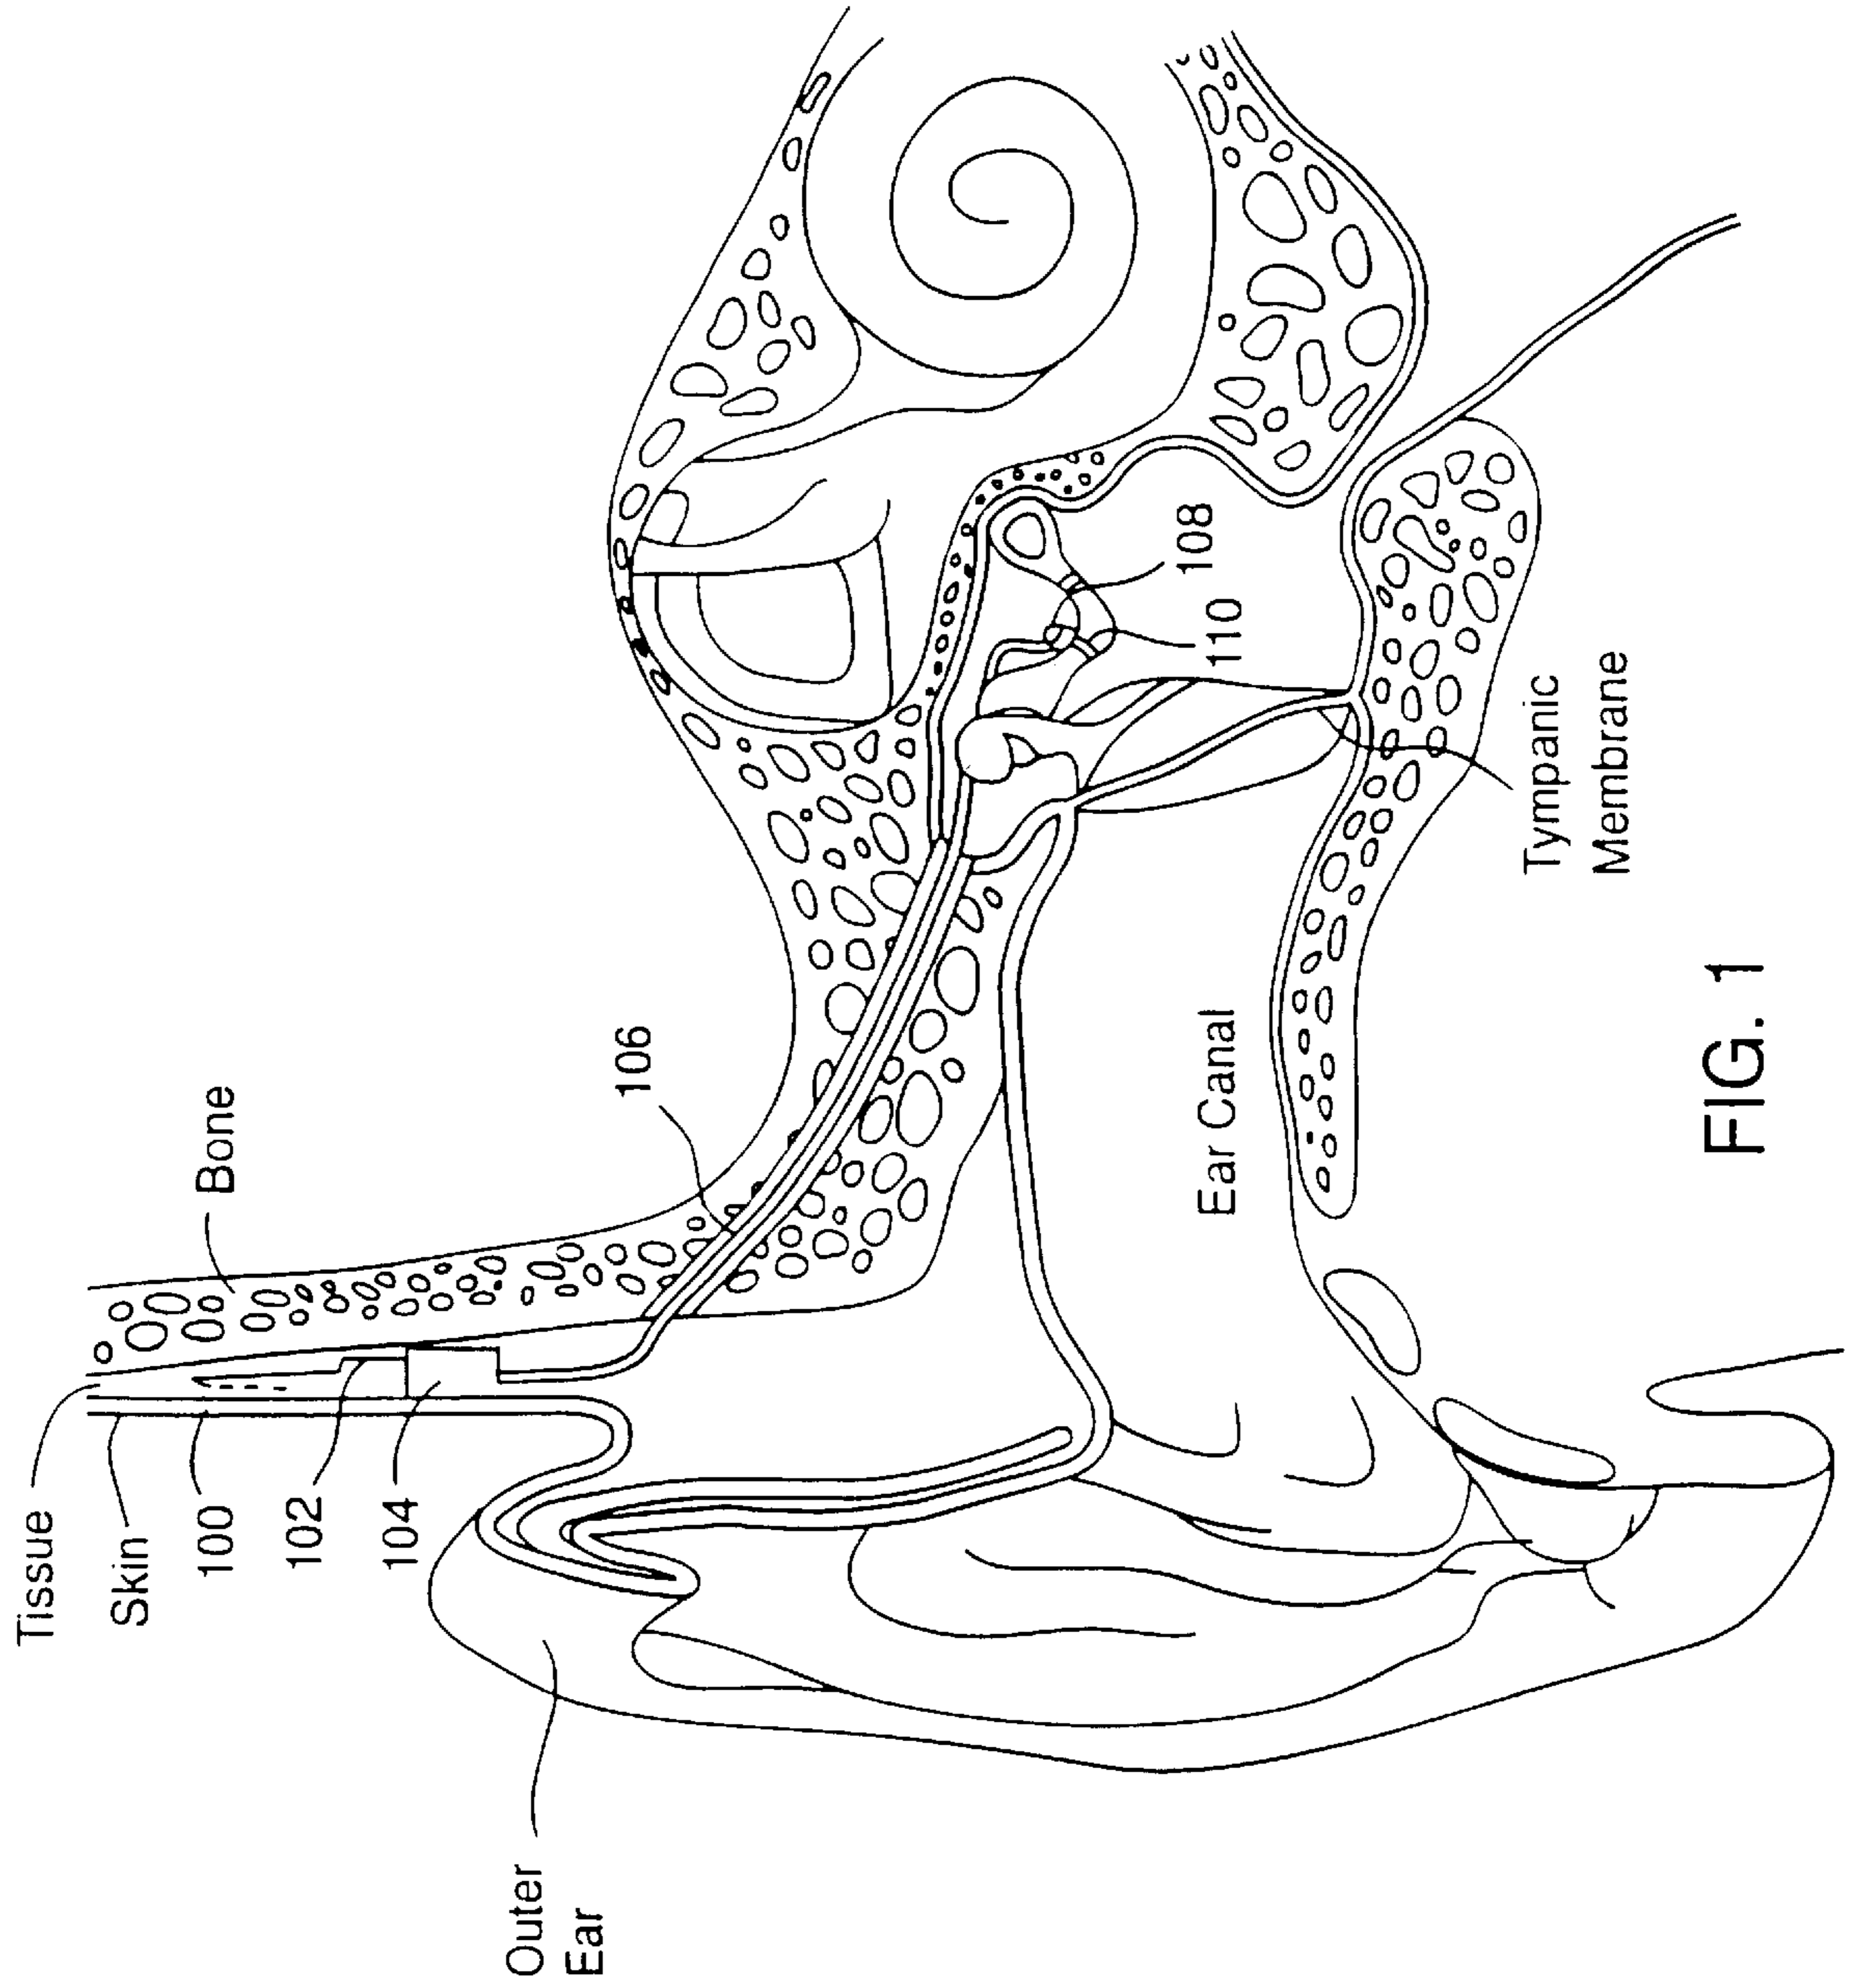 Tissue
Skin
100
102
104
Bone
106
Outer
Ear
Ear Canal
108
110
Tympanic
Membrane
FIG. 1